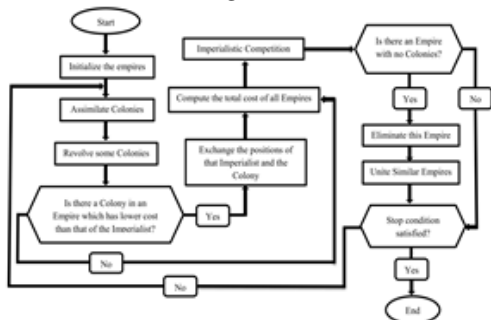 Start
Initialize the empires
Assimilate Colonies
Revolve some Colonies
Is there a Colony in an
Empire which has lower cost
than that of the Imperialist?
Yes
No
Exchange the positions of
that Imperialist and the
Colony
Compute the total cost of all Empires
Imperialistic Competition
Is there an Empire
with no Colonies?
Yes
No
Eliminate this Empire
Unite Similar Empires
Stop condition
satisfied?
No
Yes
End